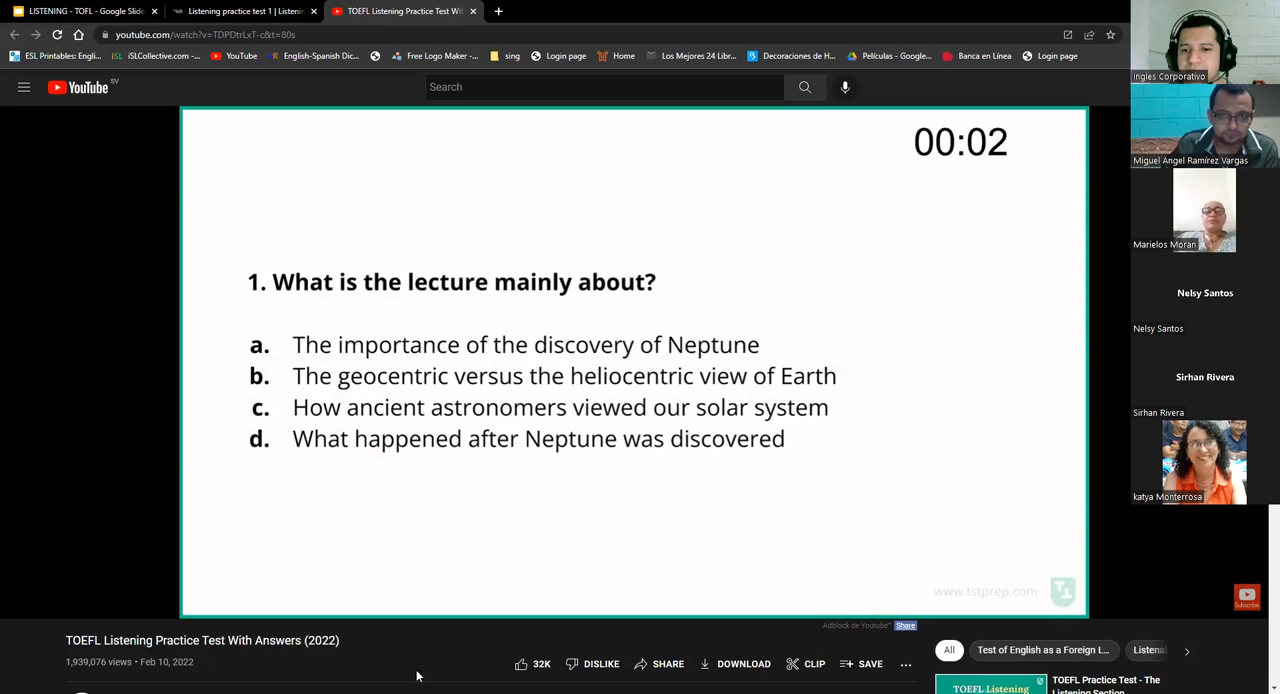 LISTENING - TOFL - Google Slide
Listening practice test 1 | Listenin
TOEFL Listening Practice Test Wit
youtube.com/watch?v=TDPDtrLxT-c&t=80s
ESL Printables: Engli...
iSLCollective.com -...
YouTube
English-Spanish Dic...
Free Logo Maker -...
sing
Login page
Home
Los Mejores 24 Libr...
Decoraciones de H...
Películas - Google...
Banca en Línea
Login page
YouTube SV
Search
00:02
1. What is the lecture mainly about?
a. The importance of the discovery of Neptune
b. The geocentric versus the heliocentric view of Earth
c. How ancient astronomers viewed our solar system
d. What happened after Neptune was discovered
www.tstprep.com
Ingles Corporativo
Miguel Angel Ramírez Vargas
Marielos Moran
Nelsy Santos
Nelsy Santos
Sirhan Rivera
Sirhan Rivera
katya Monterrosa
Subscribe
Adblock de Youtube™ Share
TOEFL Listening Practice Test With Answers (2022)
1,939,076 views • Feb 10, 2022
32K
DISLIKE
SHARE
DOWNLOAD
CLIP
SAVE
All
Test of English as a Foreign L...
Listenin
TOEFL Listening
TOEFL Practice Test - The
Listening Section